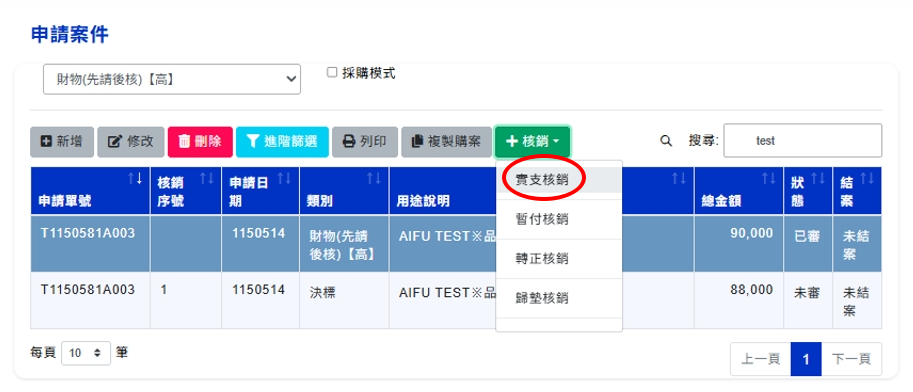 申請案件
財物(先請後核)【高】
採購模式
新增 修改 刪除 進階篩選 列印 複製購案 核銷 搜尋: test
實支核銷
暫付核銷
轉正核銷
歸墊核銷
申請單號 核銷序號 申請日期 類別 用途說明 總金額 狀態 結案
T1150581A003 1150514 財物(先請後核)【高】 AIFU TEST※品 90,000 已審 未結案
T1150581A003 1 1150514 決標 AIFU TEST※品 88,000 未審 未結案
每頁 10 筆
上一頁 1 下一頁